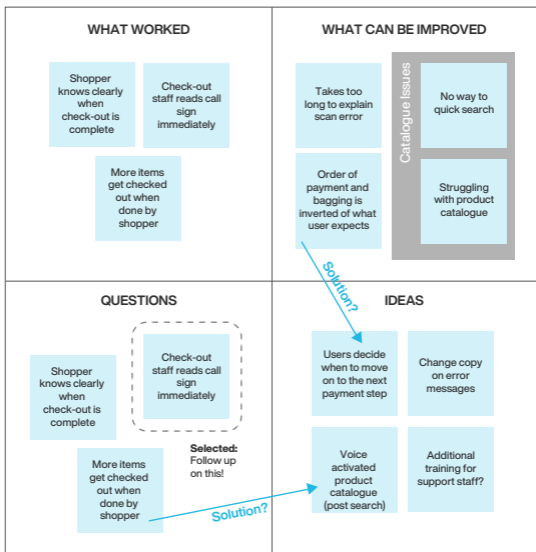 WHAT WORKED
Shopper
knows clearly
when
check-out is
complete
Check-out
staff reads call
sign
immediately
More items
get checked
out when
done by
shopper
WHAT CAN BE IMPROVED
Takes too
long to explain
scan error
Order of
payment and
bagging is
inverted of what
user expects
Catalogue Issues
No way to
quick search
Struggling
with product
catalogue
Solution?
QUESTIONS
Shopper
knows clearly
when
check-out is
complete
Check-out
staff reads call
sign
immediately
Selected:
Follow up
on this!
More items
get checked
out when
done by
shopper
Solution?
IDEAS
Users decide
when to move
on to the next
payment step
Change copy
on error
messages
Voice
activated
product
catalogue
(post search)
Additional
training for
support staff?